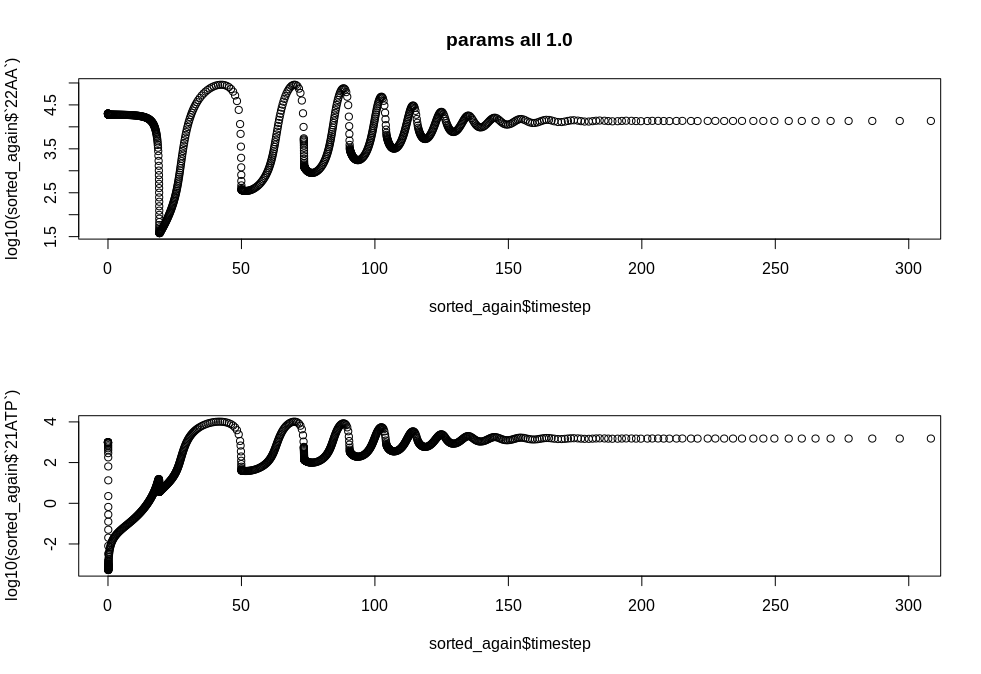 params all 1.0
log10(sorted_again$`22AA`)
4.5
3.5
2.5
1.5
0 50 100 150 200 250 300
sorted_again$timestep
log10(sorted_again$`21ATP`)
4
2
0
-2
0 50 100 150 200 250 300
sorted_again$timestep